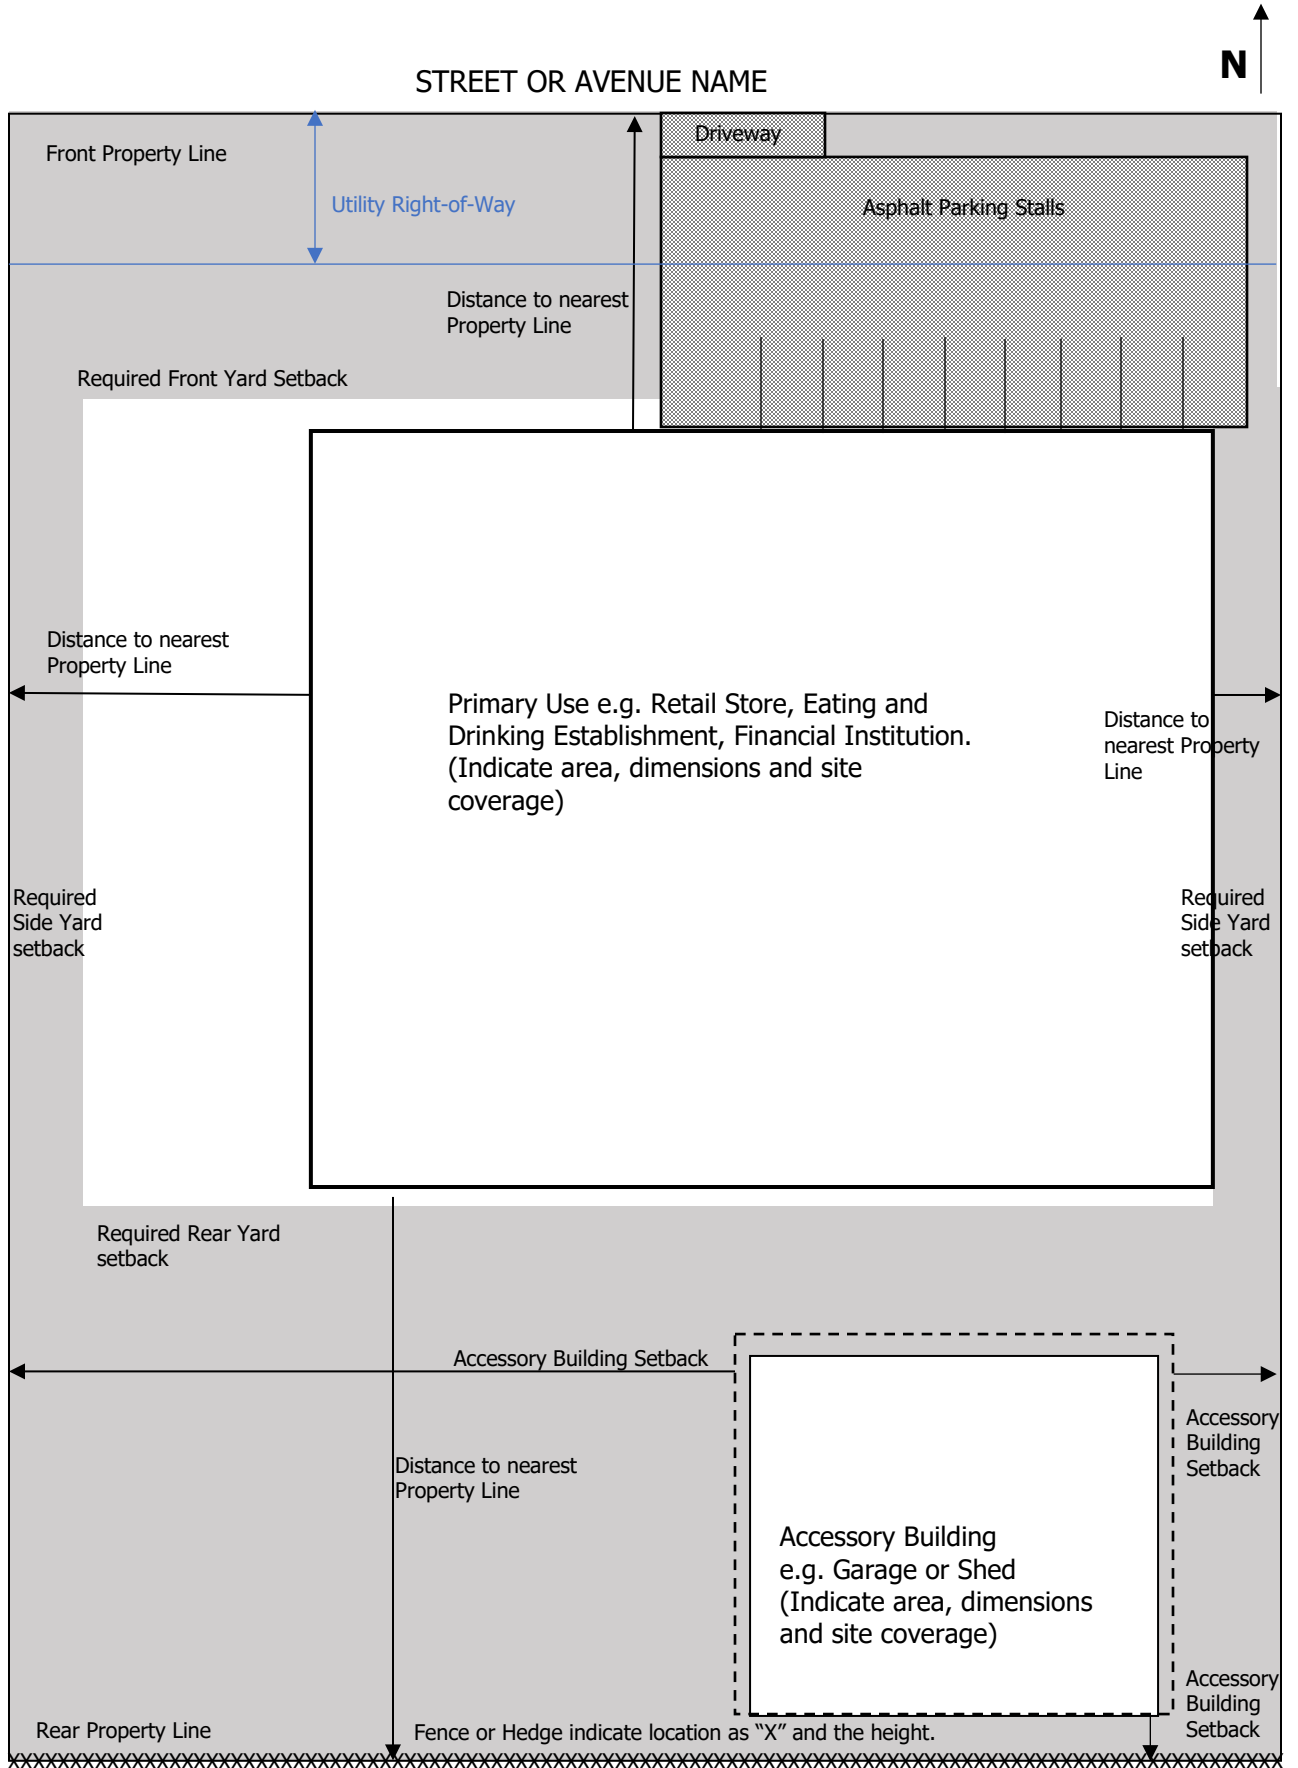 N
STREET OR AVENUE NAME
Driveway
Front Property Line
Utility Right-of-Way
Asphalt Parking Stalls
Distance to nearest
Property Line
Required Front Yard Setback
Distance to nearest
Property Line
Primary Use e.g. Retail Store, Eating and
Drinking Establishment, Financial Institution.
(Indicate area, dimensions and site
coverage)
Distance to
nearest Property
Line
Required
Side Yard
setback
Required
Side Yard
setback
Required Rear Yard
setback
Accessory Building Setback
Accessory
Building
Setback
Distance to nearest
Property Line
Accessory Building
e.g. Garage or Shed
(Indicate area, dimensions
and site coverage)
Accessory
Building
Setback
Rear Property Line
Fence or Hedge indicate location as “X” and the height.